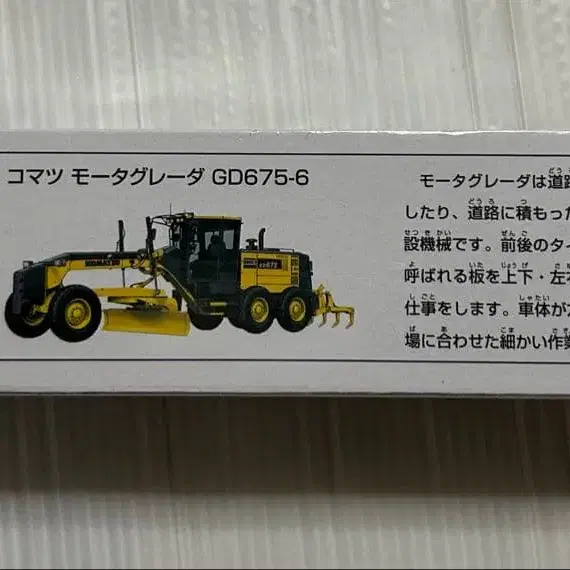 コマツ モータグレーダ GD675-6
モータグレーダは道
したり、道路に積もっ
設機械です。前後のタイ
呼ばれる板を上下・左
仕事をします。車体が
場に合わせた細かい作